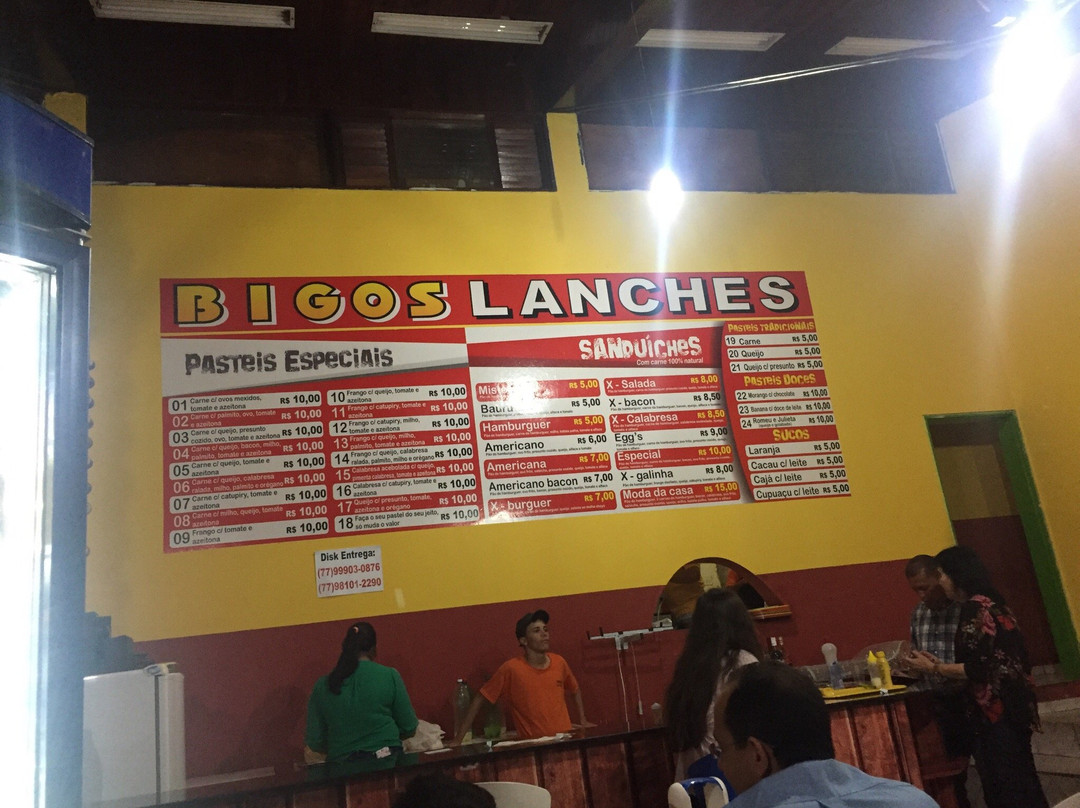 BIGOS LANCHES
PASTEIS ESPECIAIS
01 Carne c/ ovos mexidos,
tomate e azeitona R$ 10,00
02 Carne c/ palmito, ovo, tomate
e azeitona R$ 10,00
03 Carne c/ queijo, presunto
cozido, ovo, tomate e azeitona R$ 10,00
04 Carne c/ queijo, bacon, milho,
palmito, tomate e azeitona R$ 10,00
05 Carne c/ queijo, tomate e
azeitona R$ 10,00
06 Carne c/ queijo, calabresa
ralada, milho, palmito e azeitona R$ 10,00
07 Carne c/ catupiry, tomate e
azeitona R$ 10,00
08 Carne c/ milho, queijo, tomate
e azeitona R$ 10,00
09 Frango c/ tomate e
azeitona R$ 10,00
10 Frango c/ queijo, tomate e
azeitona R$ 10,00
11 Frango c/ catupiry, tomate e
azeitona R$ 10,00
12 Frango c/ catupiry, milho,
tomate e azeitona R$ 10,00
13 Frango c/ queijo, milho,
palmito, tomate e azeitona R$ 10,00
14 Frango c/ queijo, calabresa
ralada, palmito, milho e orégano R$ 10,00
15 Calabresa acebolada c/ queijo,
tomate e azeitona R$ 10,00
16 Calabresa c/ catupiry, tomate e
azeitona R$ 10,00
17 Queijo c/ presunto, tomate,
azeitona e orégano R$ 10,00
18 Faça o seu pastel do seu jeito,
só muda o valor R$ 10,00
SANDUÍCHES
Com carne 100% natural
Misto R$ 5,00
Bauru R$ 5,00
Hamburguer R$ 5,00
Americano R$ 6,00
Americana R$ 7,00
Americano bacon R$ 7,00
X - burguer R$ 7,00
X - Salada R$ 8,00
X - bacon R$ 8,50
X - Calabresa R$ 8,50
Egg's R$ 9,00
Especial R$ 10,00
X - galinha R$ 8,00
Moda da casa R$ 15,00
PASTEIS TRADICIONAIS
19 Carne R$ 5,00
20 Queijo R$ 5,00
21 Queijo c/ presunto R$ 5,00
PASTEIS DOCES
22 Morango c/ chocolate R$ 10,00
23 Banana c/ doce de leite R$ 10,00
24 Romeu e Julieta R$ 10,00
SUCOS
Laranja R$ 5,00
Cacau c/ leite R$ 5,00
Cajá c/ leite R$ 5,00
Cupuaçu c/ leite R$ 5,00
Disk Entrega:
(77)99903-0876
(77)98101-2290